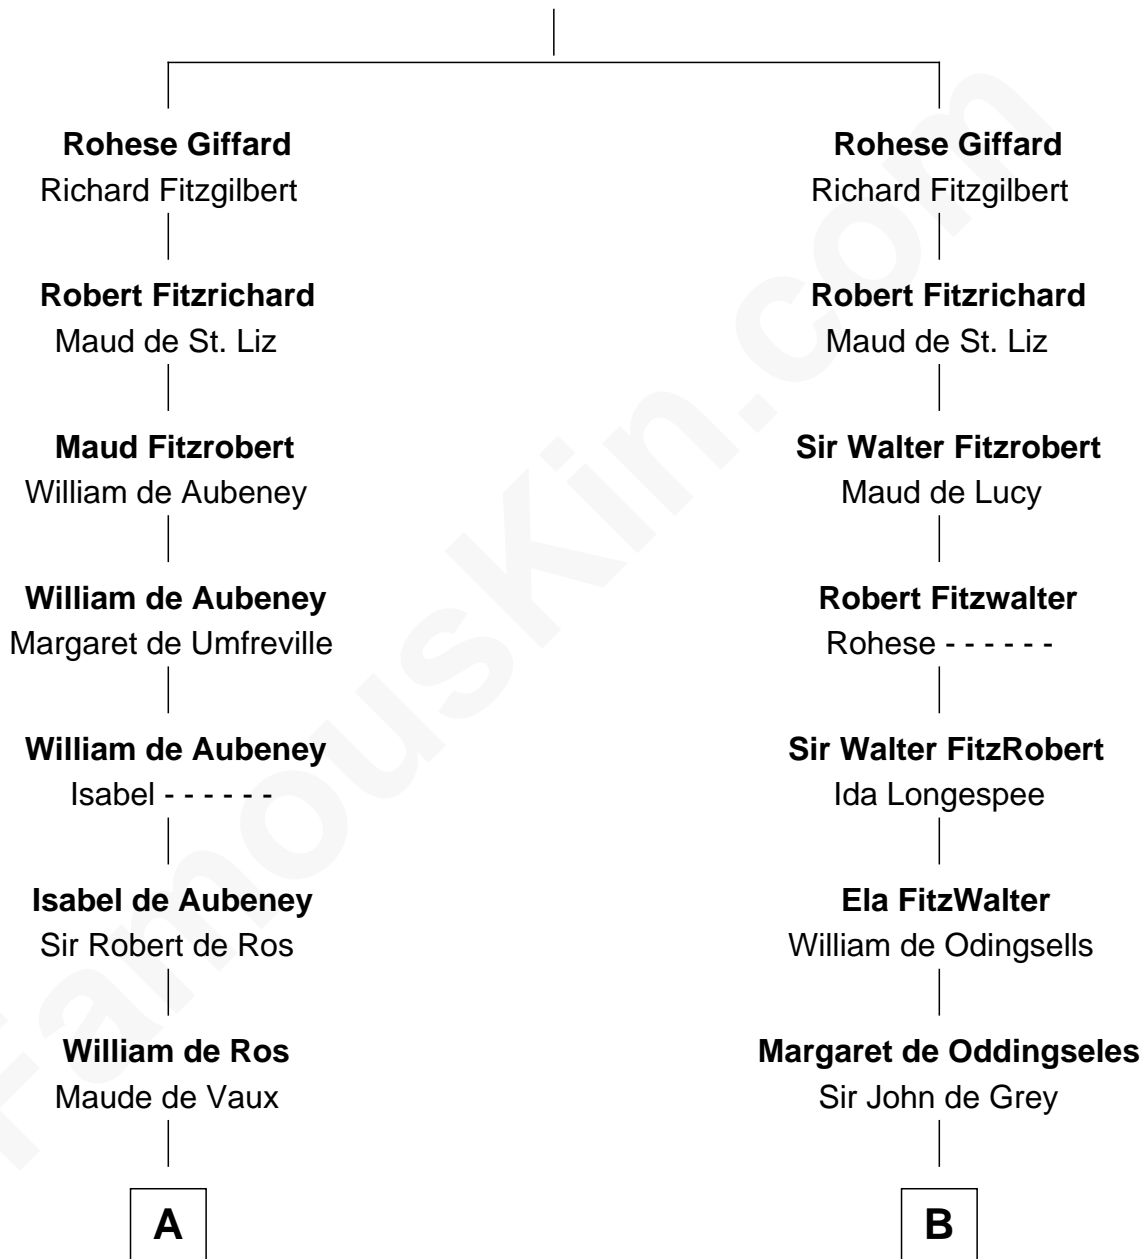 Rohese Giffard
Richard Fitzgilbert
Robert Fitzrichard
Maud de St. Liz
Maud Fitzrobert
William de Aubeney
William de Aubeney
Margaret de Umfreville
William de Aubeney
Isabel - - - - - -
Isabel de Aubeney
Sir Robert de Ros
William de Ros
Maude de Vaux
A
Rohese Giffard
Richard Fitzgilbert
Robert Fitzrichard
Maud de St. Liz
Sir Walter Fitzrobert
Maud de Lucy
Robert Fitzwalter
Rohese - - - - - -
Sir Walter FitzRobert
Ida Longespee
Ela FitzWalter
William de Odingsells
Margaret de Oddingseles
Sir John de Grey
B
FamousKin.com